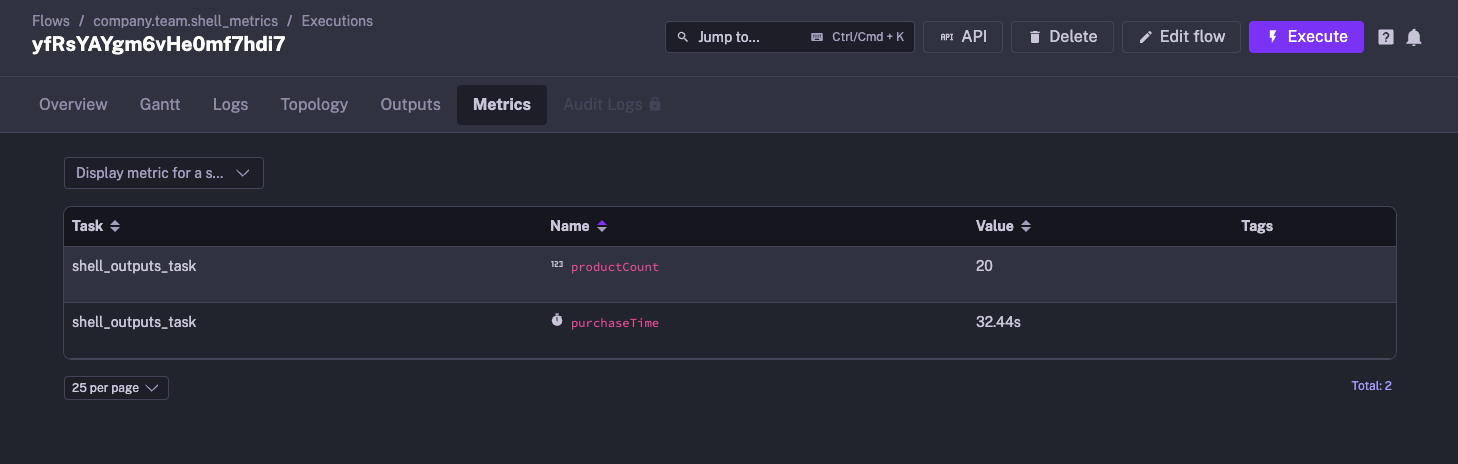 Flows / company.team.shell_metrics / Executions
yfRsYAYgm6vHe0mf7hdi7
Jump to... Ctrl/Cmd + K
API API
Delete
Edit flow
Execute
?
Overview Gantt Logs Topology Outputs Metrics Audit Logs
Display metric for a s...
Task Name Value Tags
shell_outputs_task 123 productCount 20
shell_outputs_task purchaseTime 32.44s
25 per page
Total: 2